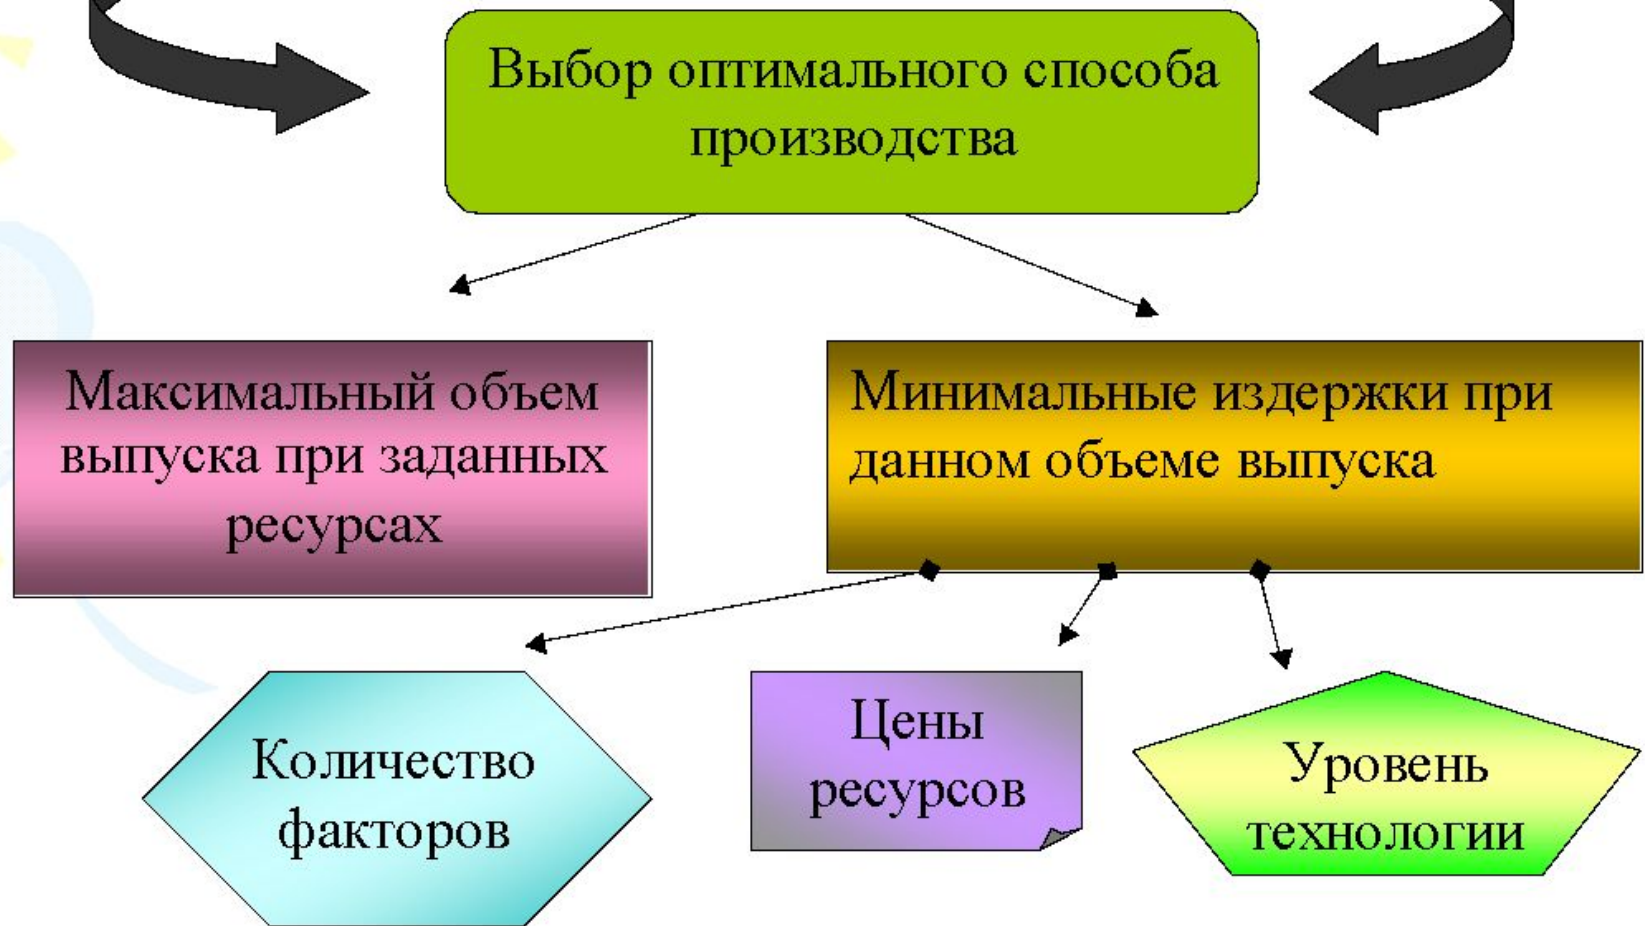 Выбор оптимального способа
производства
Максимальный объем
выпуска при заданных
ресурсах
Минимальные издержки при
данном объеме выпуска
Количество
факторов
Цены
ресурсов
Уровень
технологии